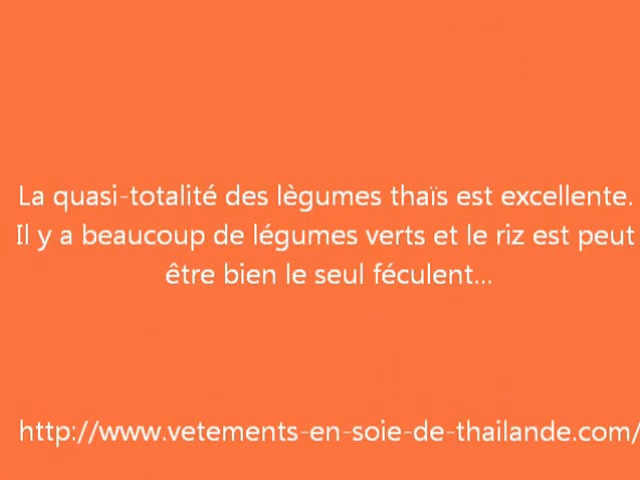 La quasi-totalité des lègumes thaïs est excellente.
Il y a beaucoup de légumes verts et le riz est peut
être bien le seul féculent...
http://www.vetements-en-soie-de-thailande.com/